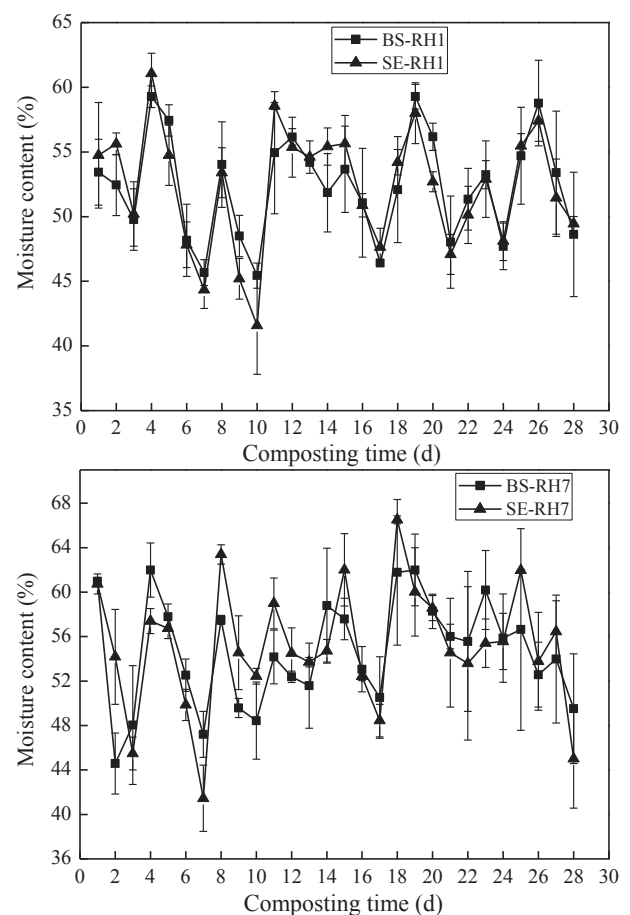 BS-RH1
SE-RH1
65
60
55
50
45
40
35
Moisture content (%)
0 2 4 6 8 10 12 14 16 18 20 22 24 26 28 30
Composting time (d)
BS-RH7
SE-RH7
68
64
60
56
52
48
44
40
36
Moisture content (%)
0 2 4 6 8 10 12 14 16 18 20 22 24 26 28 30
Composting time (d)